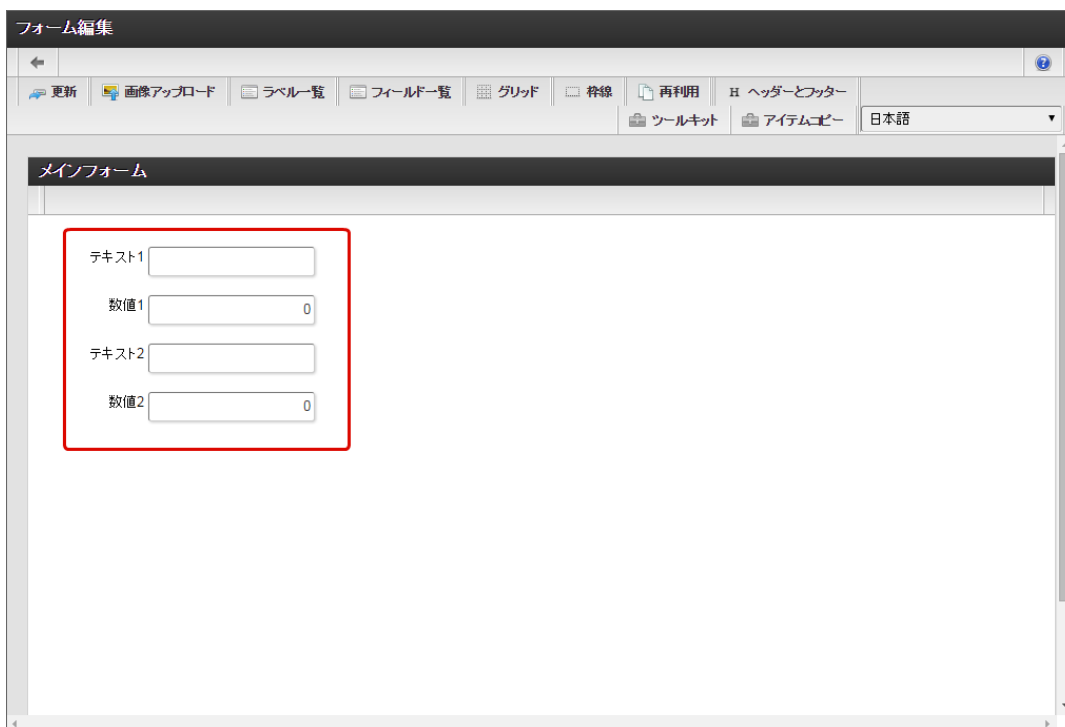 フォーム編集
更新 画像アップロード ラベル一覧 フィールド一覧 グリッド 枠線 再利用 H ヘッダーとフッター
ツールキット アイテムコピー 日本語
メインフォーム
テキスト1
数値1 0
テキスト2
数値2 0